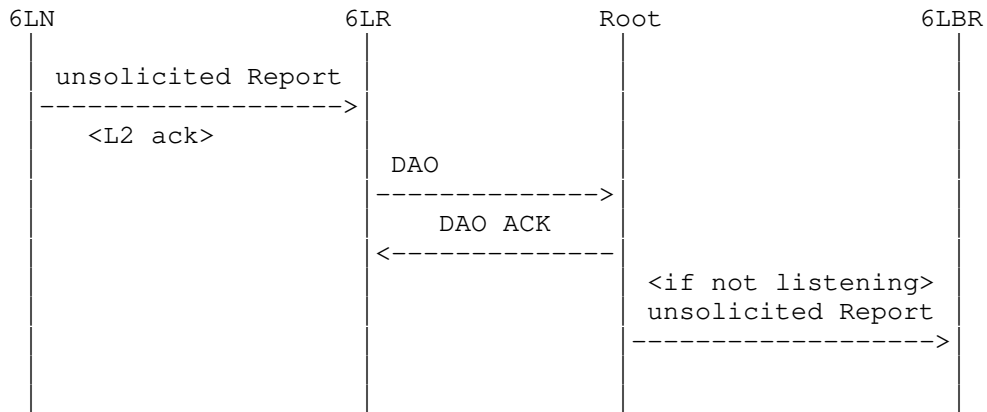 6LN 6LR Root 6LBR
unsolicited Report
<L2 ack>
DAO
DAO ACK
<if not listening>
unsolicited Report